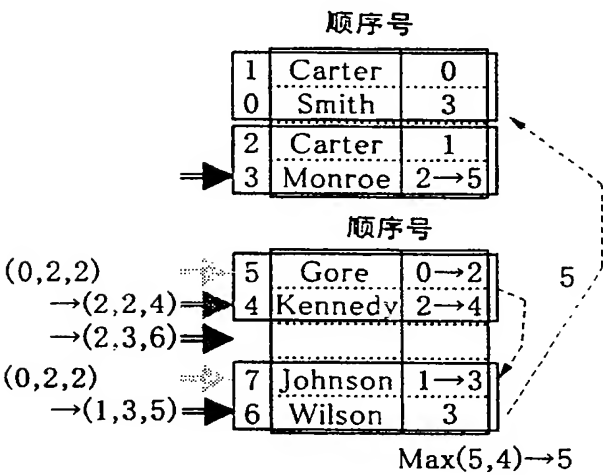 顺序号
1 Carter 0
0 Smith 3
2 Carter 1
3 Monroe 2→5
顺序号
(0,2,2) 5 Gore 0→2 5
→(2,2,4) 4 Kennedy 2→4
→(2,3,6)
(0,2,2) 7 Johnson 1→3
→(1,3,5) 6 Wilson 3
Max(5,4)→5